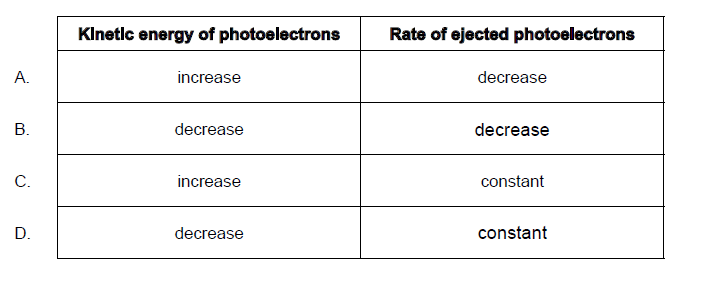 Kinetic energy of photoelectrons Rate of ejected photoelectrons
A. increase decrease
B. decrease decrease
C. increase constant
D. decrease constant